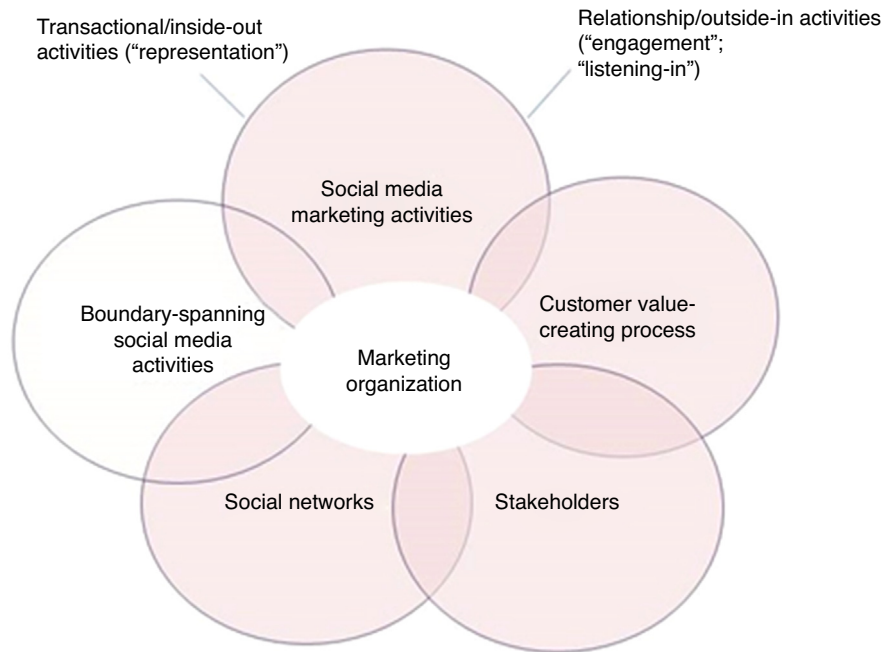 Transactional/inside-out
activities (“representation”)
Relationship/outside-in activities
(“engagement”;
“listening-in”)
Social media
marketing activities
Boundary-spanning
social media
activities
Customer value-
creating process
Marketing
organization
Social networks
Stakeholders